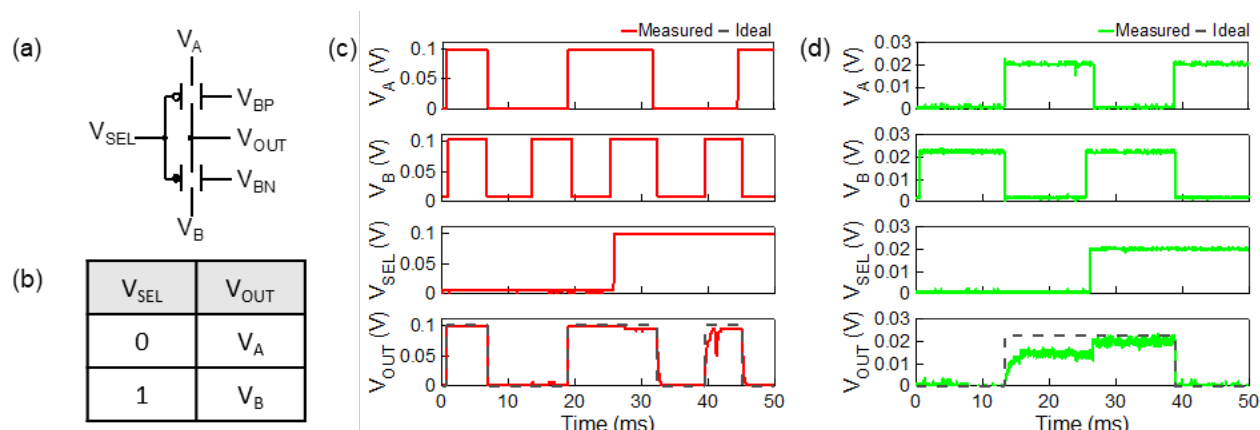 (a)
V_A
V_BP
V_SEL
V_OUT
V_BN
V_B
(b)
V_SEL V_OUT
0 V_A
1 V_B
(c)
Measured Ideal
V_A (V)
0.1
0.05
0
V_B (V)
0.1
0.05
0
V_SEL (V)
0.1
0.05
0
V_OUT (V)
0.1
0.05
0
0 10 20 30 40 50
Time (ms)
(d)
Measured Ideal
V_A (V)
0.03
0.02
0.01
0
V_B (V)
0.03
0.02
0.01
0
V_SEL (V)
0.03
0.02
0.01
0
V_OUT (V)
0.03
0.02
0.01
0
0 10 20 30 40 50
Time (ms)